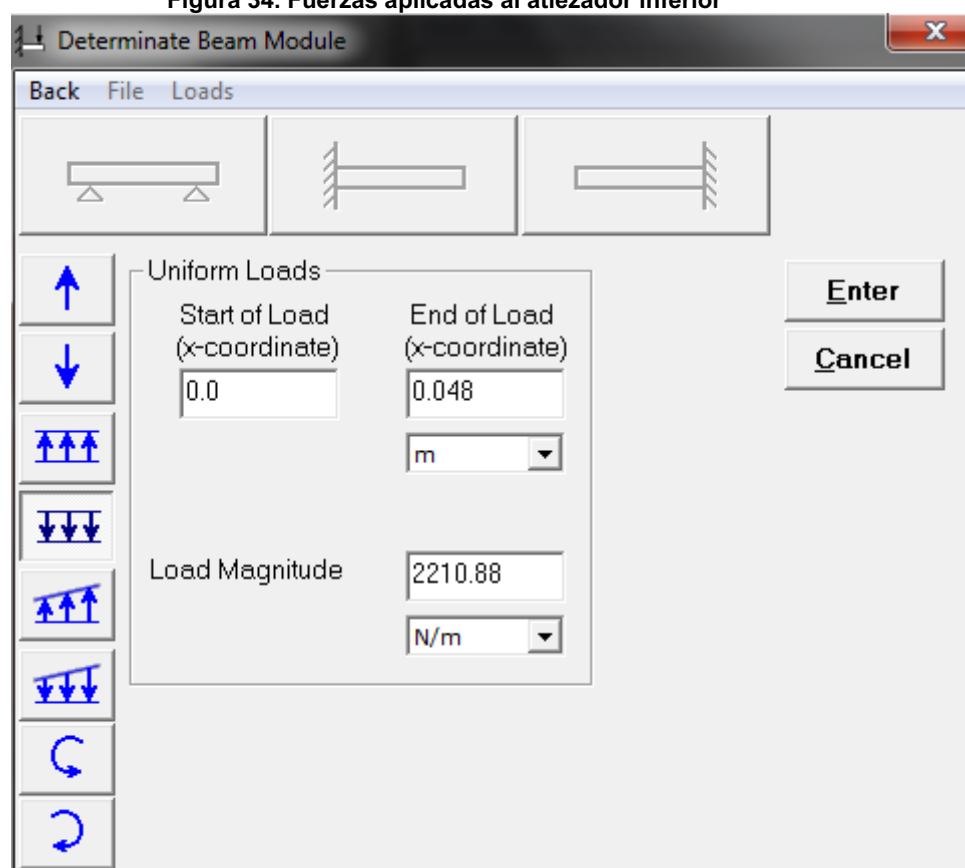 Figura 34. Fuerzas aplicadas al atiezador inferior
Determinate Beam Module
Back File Loads
Uniform Loads
Start of Load
(x-coordinate)
End of Load
(x-coordinate)
0.0
0.048
m
Load Magnitude
2210.88
N/m
Enter
Cancel